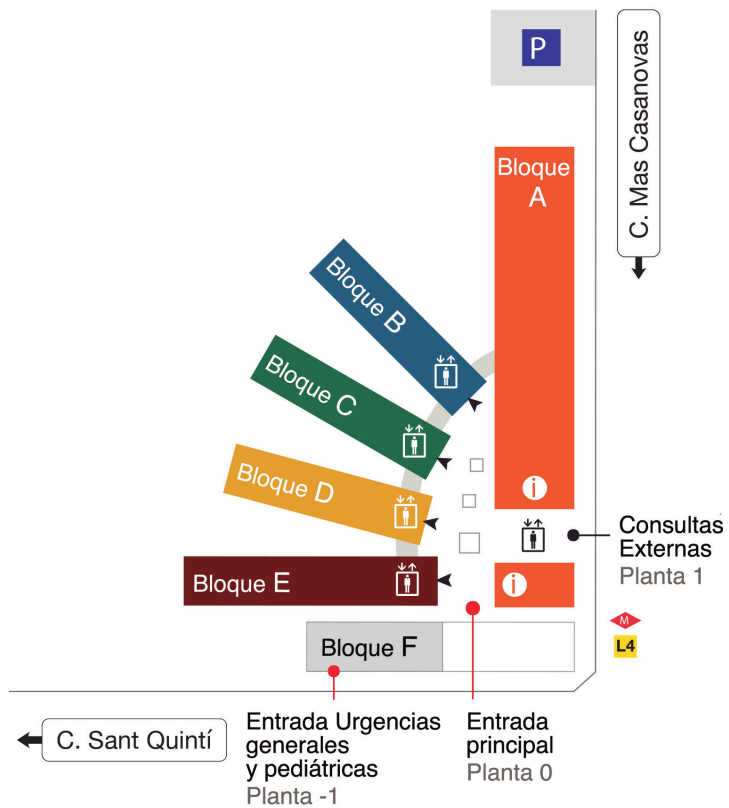 P
C. Mas Casanovas
Bloque
A
Bloque B
Bloque C
Bloque D
Bloque E
i
i
Consultas
Externas
Planta 1
M
L4
Bloque F
C. Sant Quintí
Entrada Urgencias
generales
y pediátricas
Planta -1
Entrada
principal
Planta 0